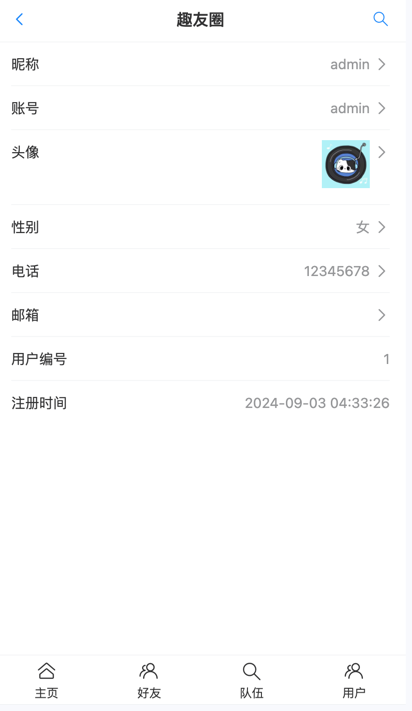 趣友圈
昵称 admin
账号 admin
头像
性别 女
电话 12345678
邮箱
用户编号 1
注册时间 2024-09-03 04:33:26
主页 好友 队伍 用户